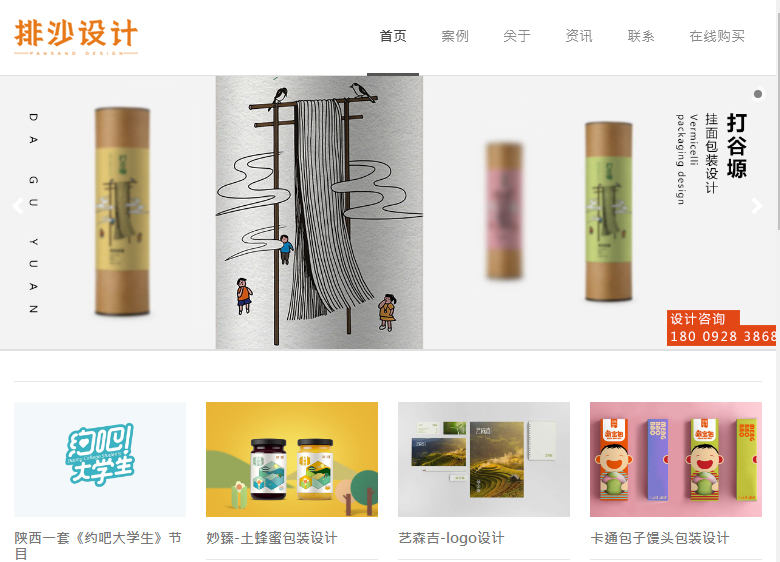 排沙设计
PAISAND DESIGN
首页 案例 关于 资讯 联系 在线购买
DA GU YUAN
打谷塬
挂面包装设计
Vermicelli
packaging design
设计咨询
180 0928 3868
约吧!
大学生
陕西一套《约吧大学生》节
目
妙臻-土蜂蜜包装设计
艺森吉-logo设计
卡通包子馒头包装设计